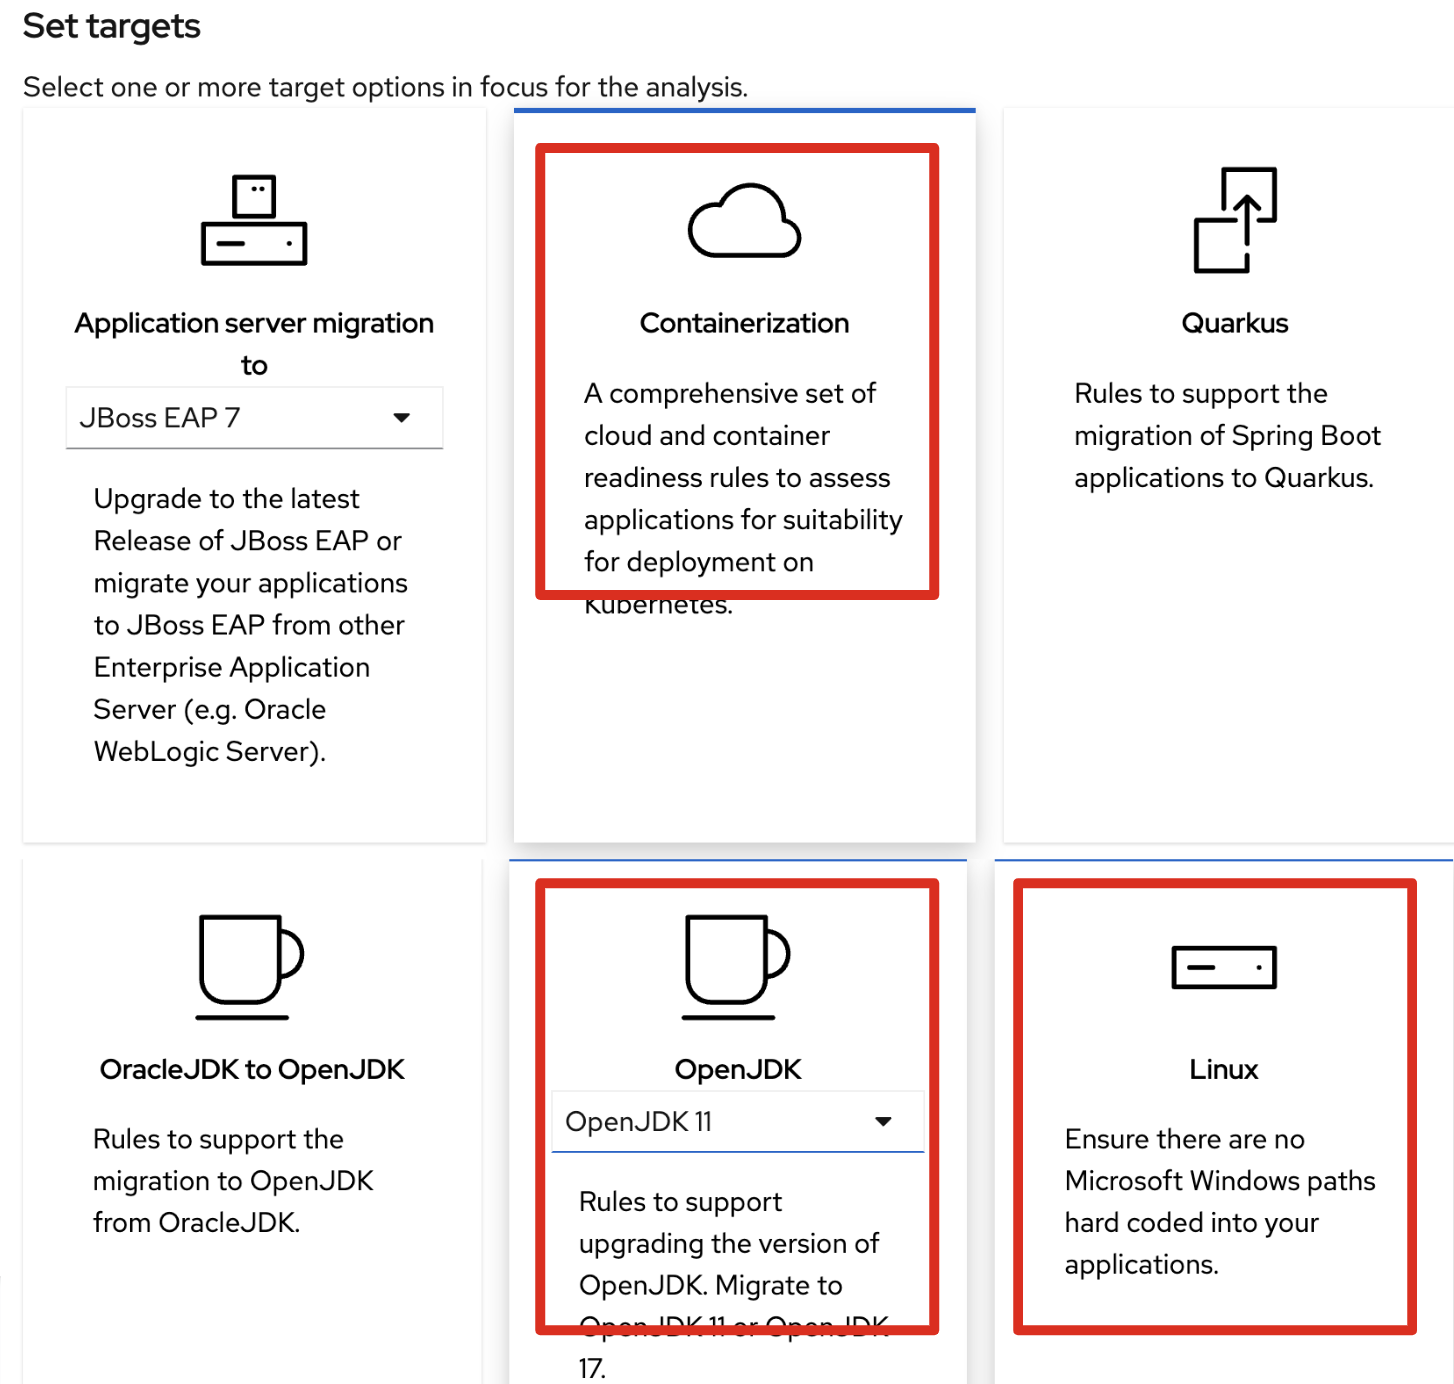 Set targets
Select one or more target options in focus for the analysis.
Application server migration
to
JBoss EAP 7
Upgrade to the latest
Release of JBoss EAP or
migrate your applications
to JBoss EAP from other
Enterprise Application
Server (e.g. Oracle
WebLogic Server).
Containerization
A comprehensive set of
cloud and container
readiness rules to assess
applications for suitability
for deployment on
Kubernetes.
Quarkus
Rules to support the
migration of Spring Boot
applications to Quarkus.
OracleJDK to OpenJDK
Rules to support the
migration to OpenJDK
from OracleJDK.
OpenJDK
OpenJDK 11
Rules to support
upgrading the version of
OpenJDK. Migrate to
OpenJDK 11 or OpenJDK
17.
Linux
Ensure there are no
Microsoft Windows paths
hard coded into your
applications.